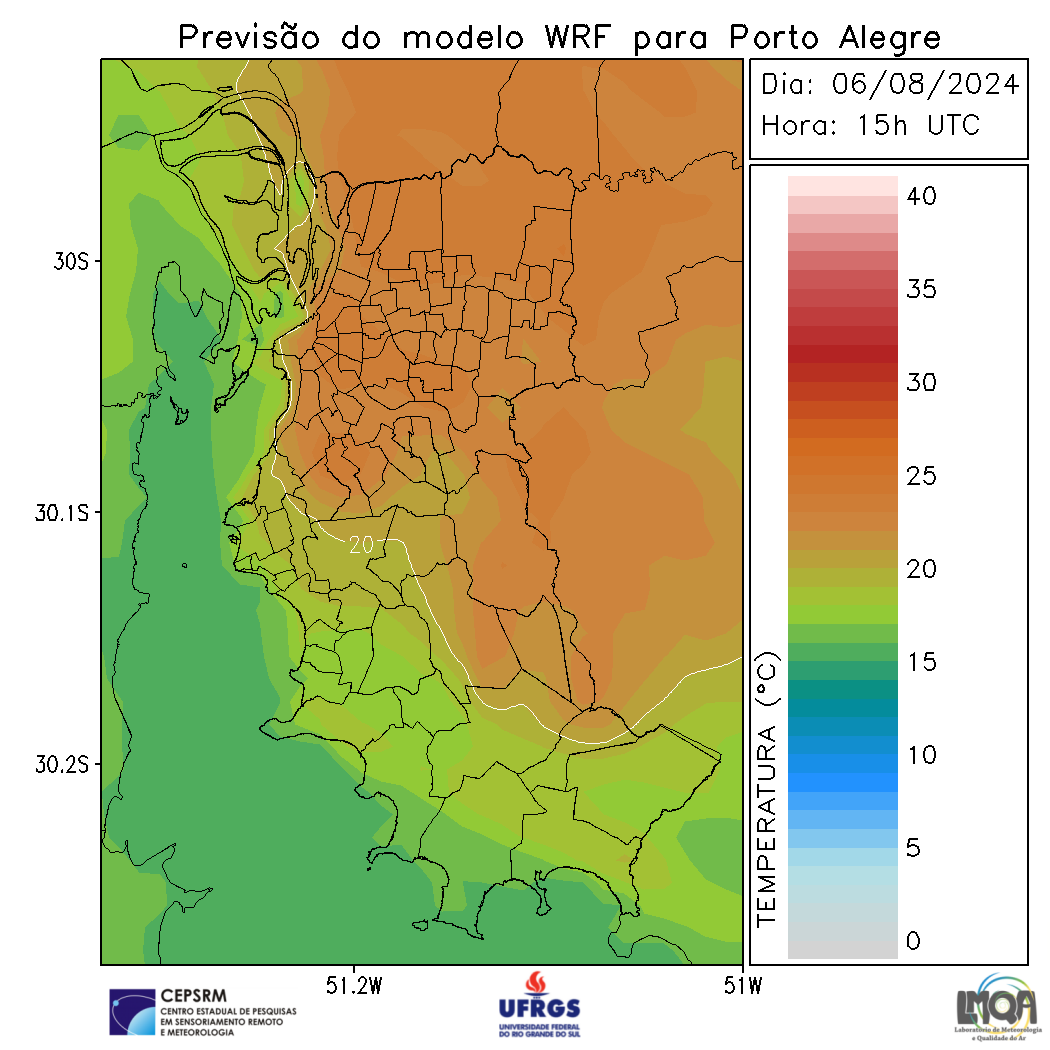 Previsão do modelo WRF para Porto Alegre
Dia: 06/08/2024
Hora: 15h UTC
40
35
30
25
20
15
10
5
0
TEMPERATURA (°C)
30S
30.1S
30.2S
20
51.2W
51W
CEPSRM
CENTRO ESTADUAL DE PESQUISAS
EM SENSORIAMENTO REMOTO
E METEOROLOGIA
UFRGS
UNIVERSIDADE FEDERAL
DO RIO GRANDE DO SUL
LMQA
Laboratório de Meteorologia
e Qualidade do Ar